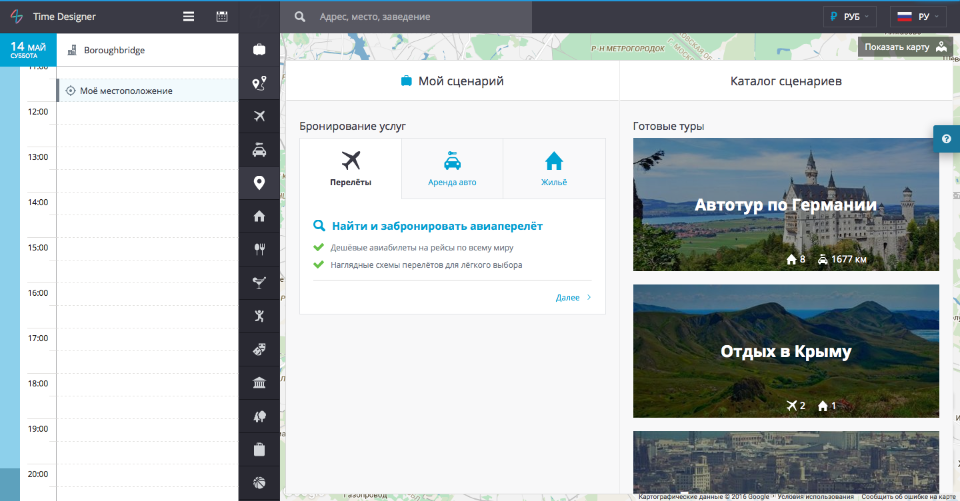 Time Designer
Адрес, место, заведение
РУБ
РУ
14 МАЙ
СУББОТА
Boroughbridge
11:00
Моё местоположение
12:00
13:00
14:00
15:00
16:00
17:00
18:00
19:00
20:00
Р-Н МЕТРОГОРОДОК
Показать карту
Мой сценарий
Каталог сценариев
Бронирование услуг
Перелёты
Аренда авто
Жильё
Найти и забронировать авиаперелёт
Дешёвые авиабилеты на рейсы по всему миру
Наглядные схемы перелётов для лёгкого выбора
Далее
Готовые туры
Автотур по Германии
8
1677 км
Отдых в Крыму
2
1
Газопровод
Картографические данные © 2016 Google
Условия использования
Сообщить об ошибке на карте